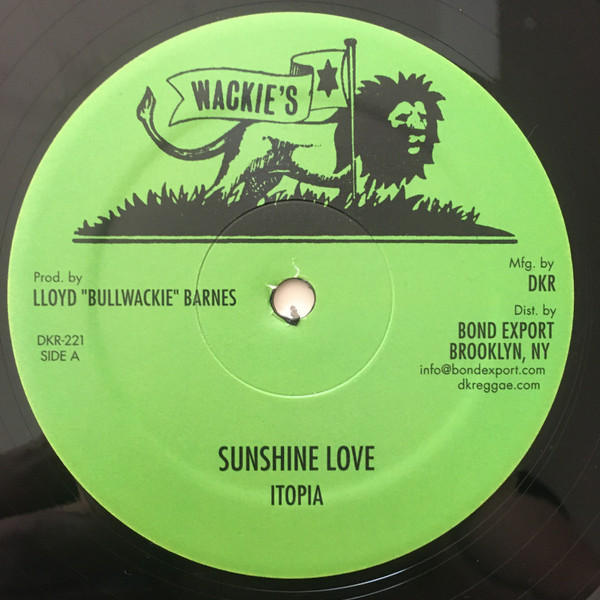 WACKIE'S
Prod. by
LLOYD "BULLWACKIE" BARNES
DKR-221
SIDE A
Mfg. by
DKR
Dist. by
BOND EXPORT
BROOKLYN, NY
info@bondexport.com
dkreggae.com
SUNSHINE LOVE
ITOPIA